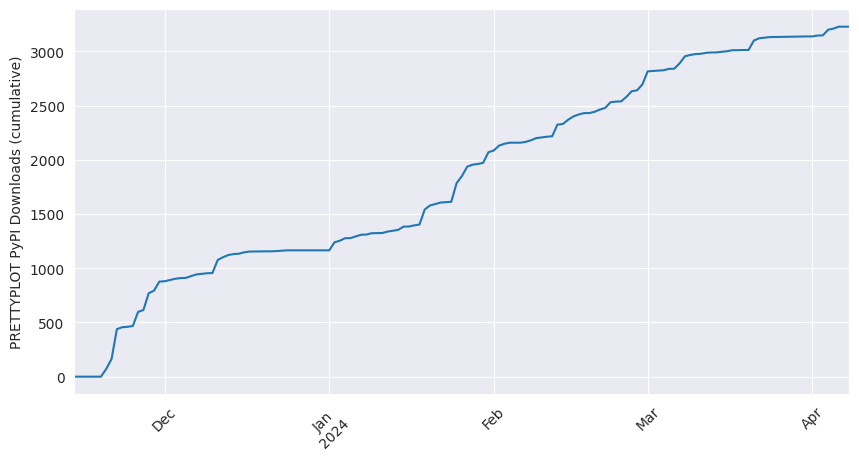 PRETTYPLOT PyPI Downloads (cumulative)
3000
2500
2000
1500
1000
500
0
Dec
Jan
2024
Feb
Mar
Apr